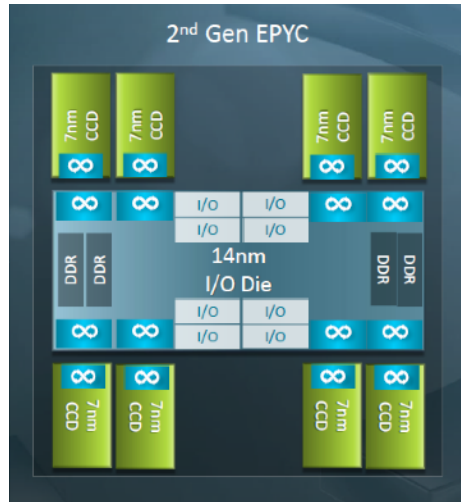 2nd Gen EPYC
7nm CCD
7nm CCD
7nm CCD
7nm CCD
∞ ∞ ∞ ∞
∞ ∞ I/O I/O ∞ ∞
I/O I/O
DDR DDR 14nm DDR DDR
I/O Die
I/O I/O
∞ ∞ I/O I/O ∞ ∞
∞ ∞ ∞ ∞
7nm CCD
7nm CCD
7nm CCD
7nm CCD